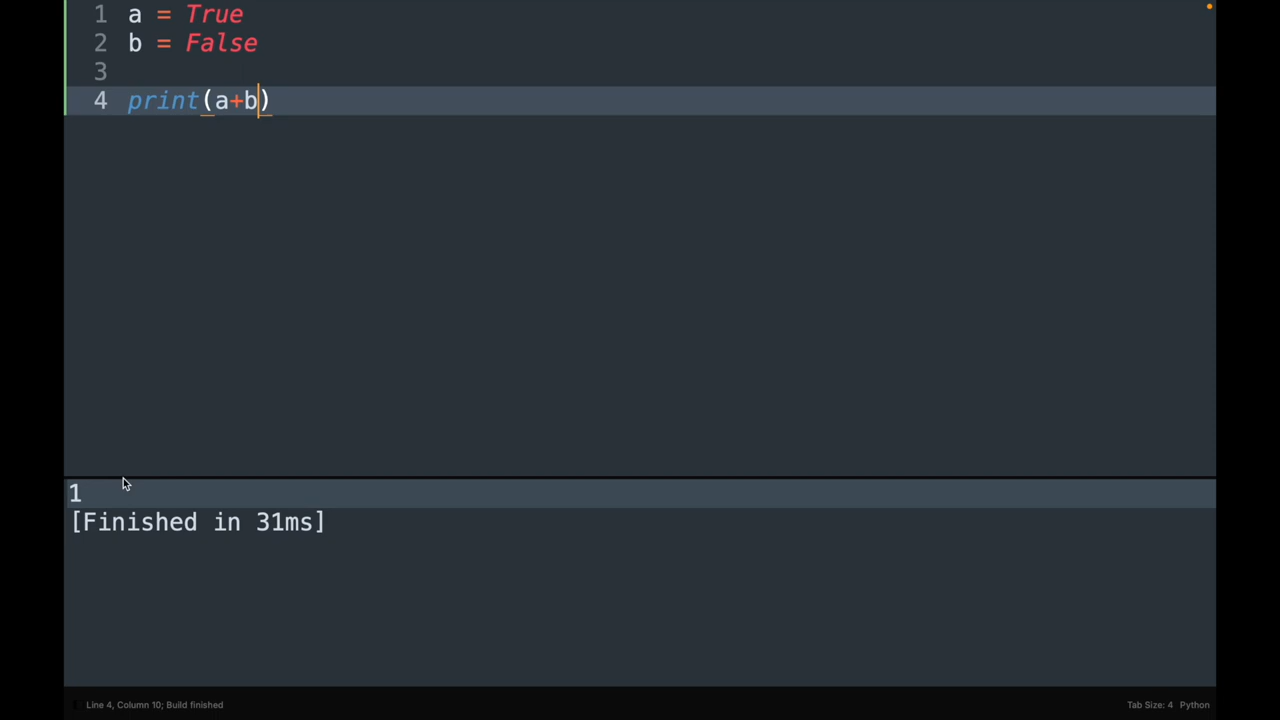 1 a = True
2 b = False
3
4 print(a+b)
1
[Finished in 31ms]
Line 4, Column 10; Build finished
Tab Size: 4 Python